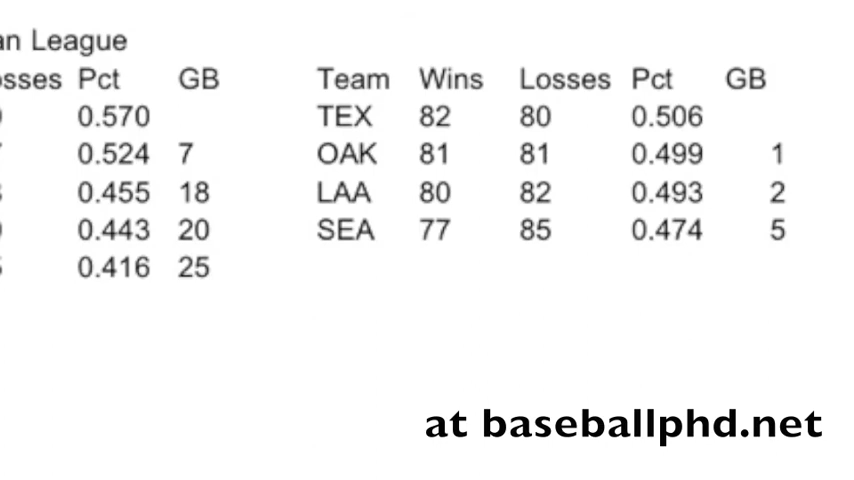 an League
osses Pct GB Team Wins Losses Pct GB
0.570 TEX 82 80 0.506
0.524 7 OAK 81 81 0.499 1
0.455 18 LAA 80 82 0.493 2
0.443 20 SEA 77 85 0.474 5
0.416 25
at baseballphd.net